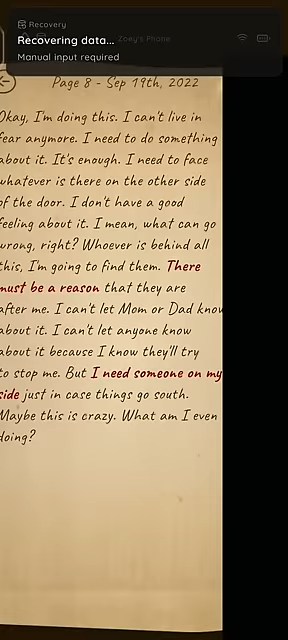 Recovery
Recovering data...
Zoey's Phone
Manual input required
Page 8 - Sep 19th, 2022
Okay, I'm doing this. I can't live in
fear anymore. I need to do something
about it. It's enough. I need to face
whatever is there on the other side
of the door. I don't have a good
feeling about it. I mean, what can go
wrong, right? Whoever is behind all
this, I'm going to find them. There
must be a reason that they are
after me. I can't let Mom or Dad know
about it. I can't let anyone know
about it because I know they'll try
to stop me. But I need someone on my
side just in case things go south.
Maybe this is crazy. What am I even
doing?